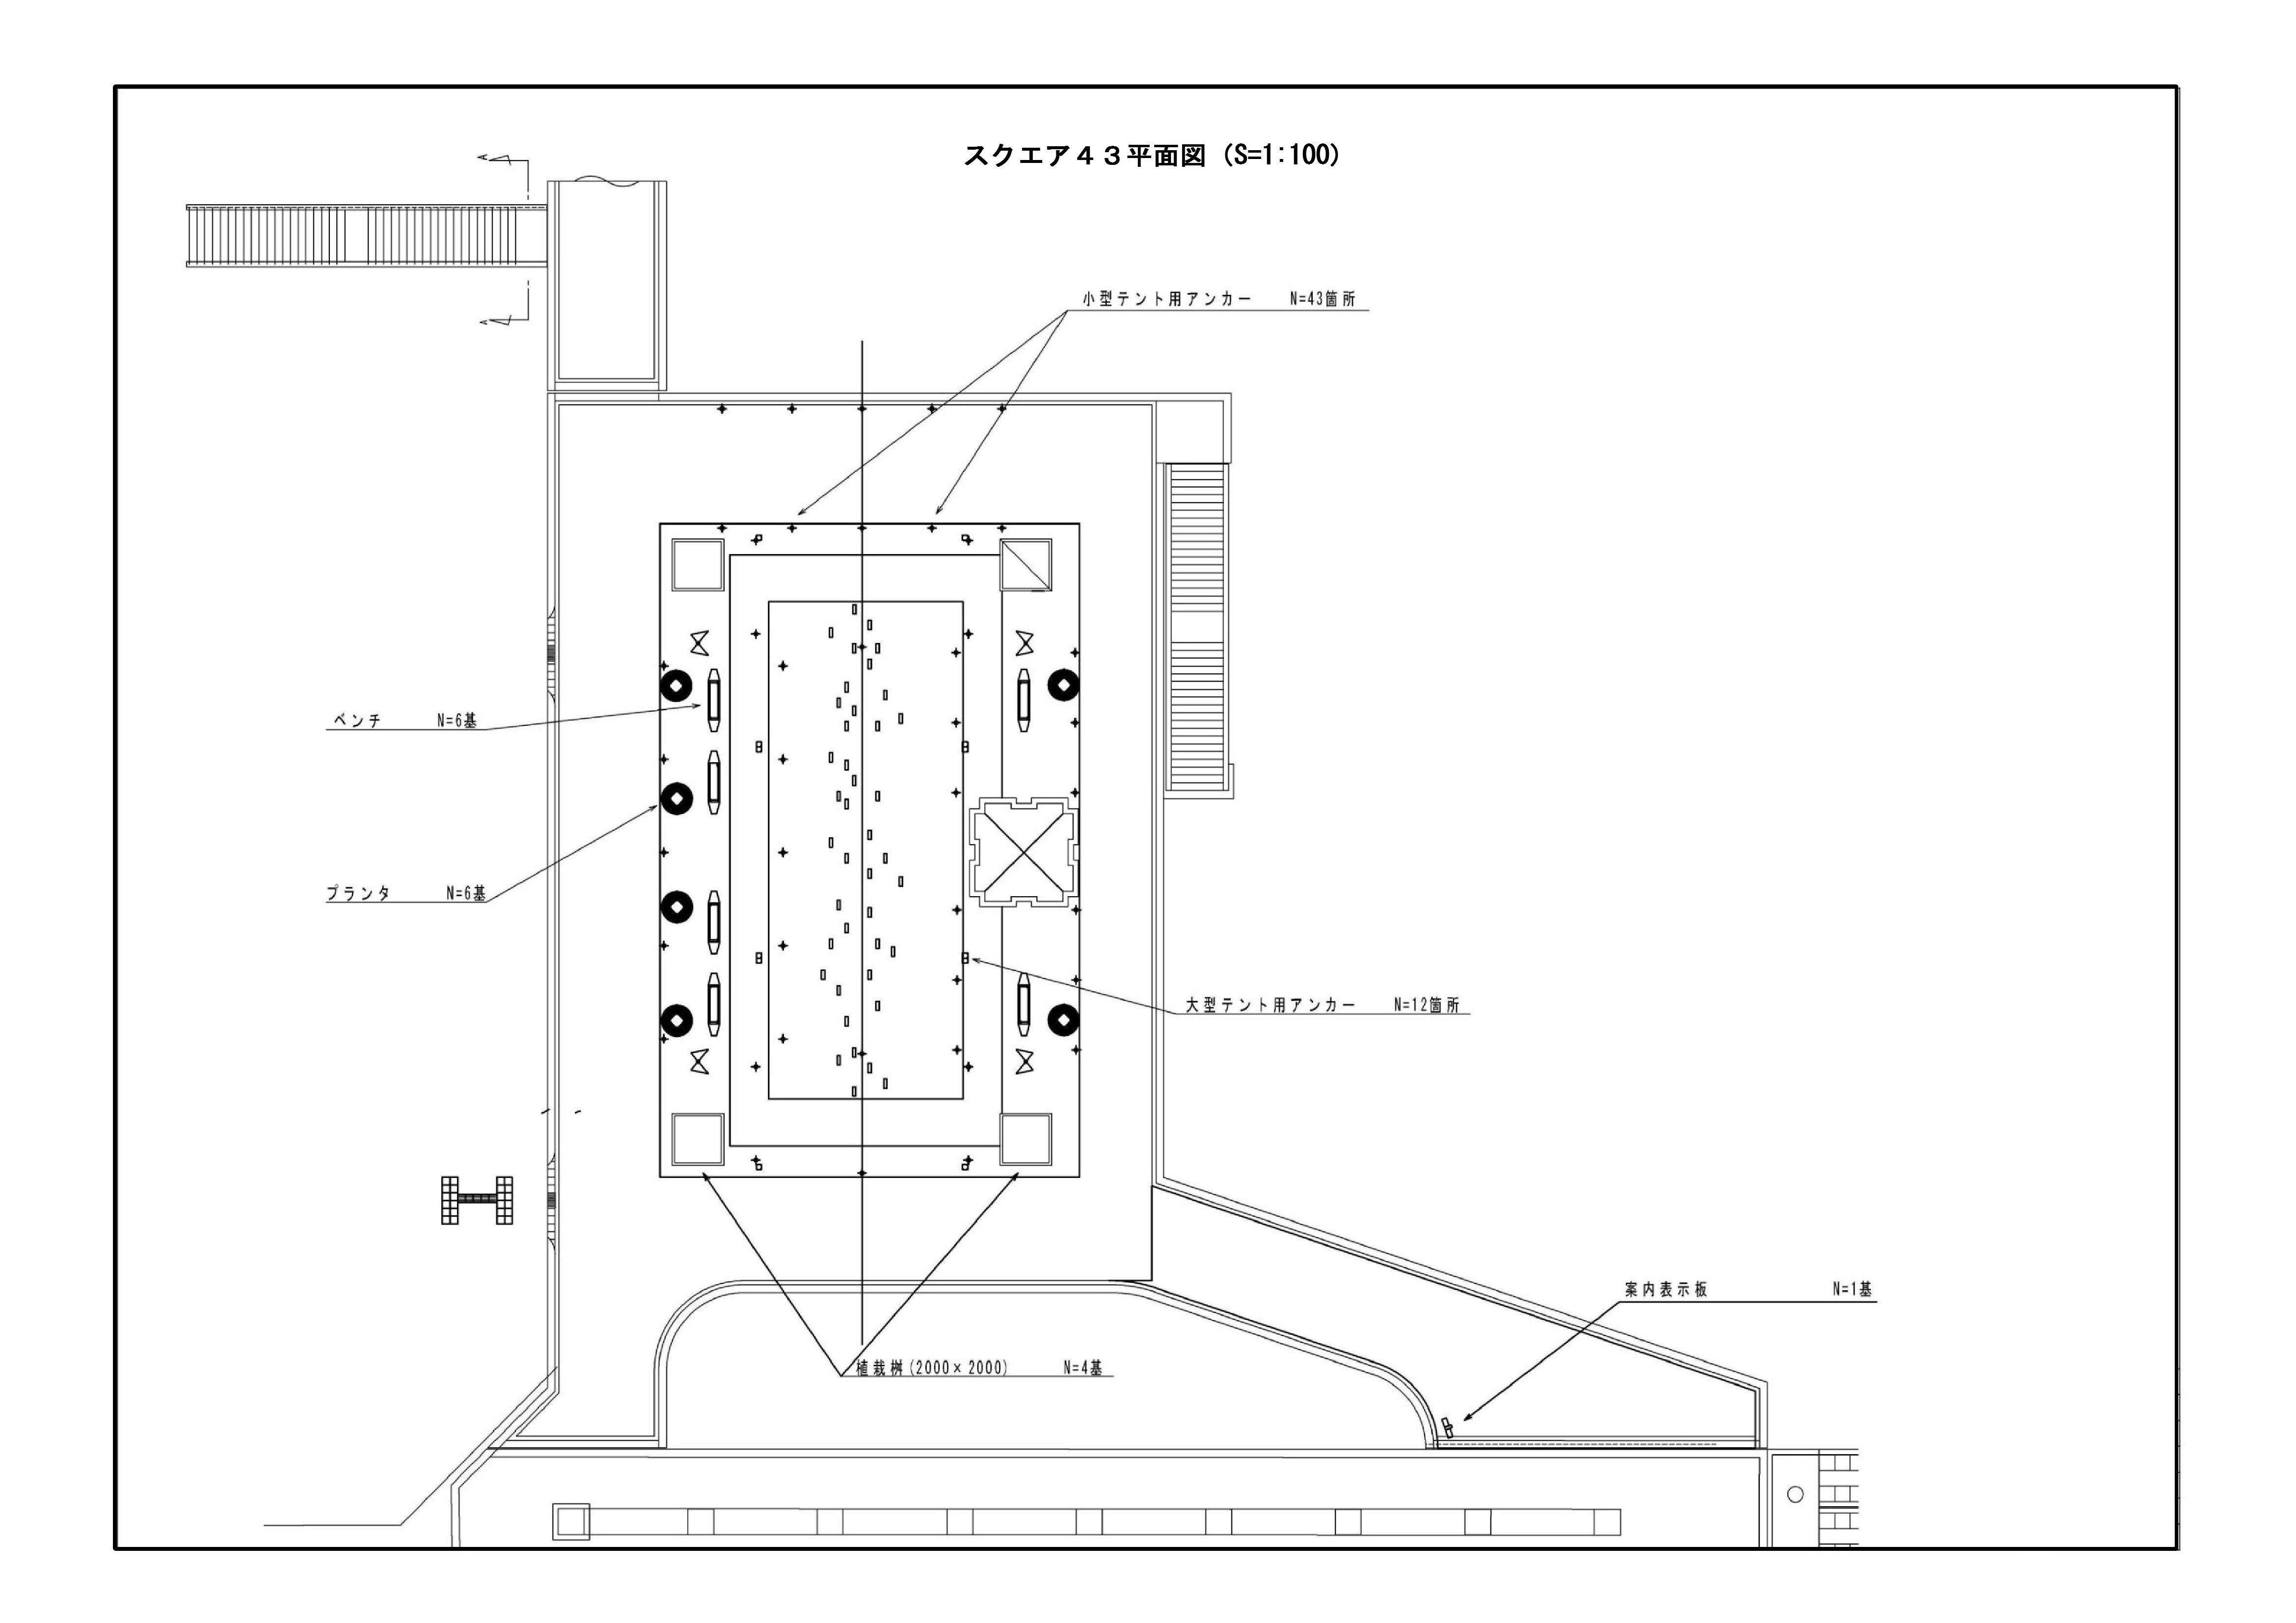 スクエア４３平面図（S=1:100）
A
A
小型テント用アンカー N=43箇所
ベンチ N=6基
プランタ N=6基
大型テント用アンカー N=12箇所
案内表示板 N=1基
植栽桝(2000×2000) N=4基